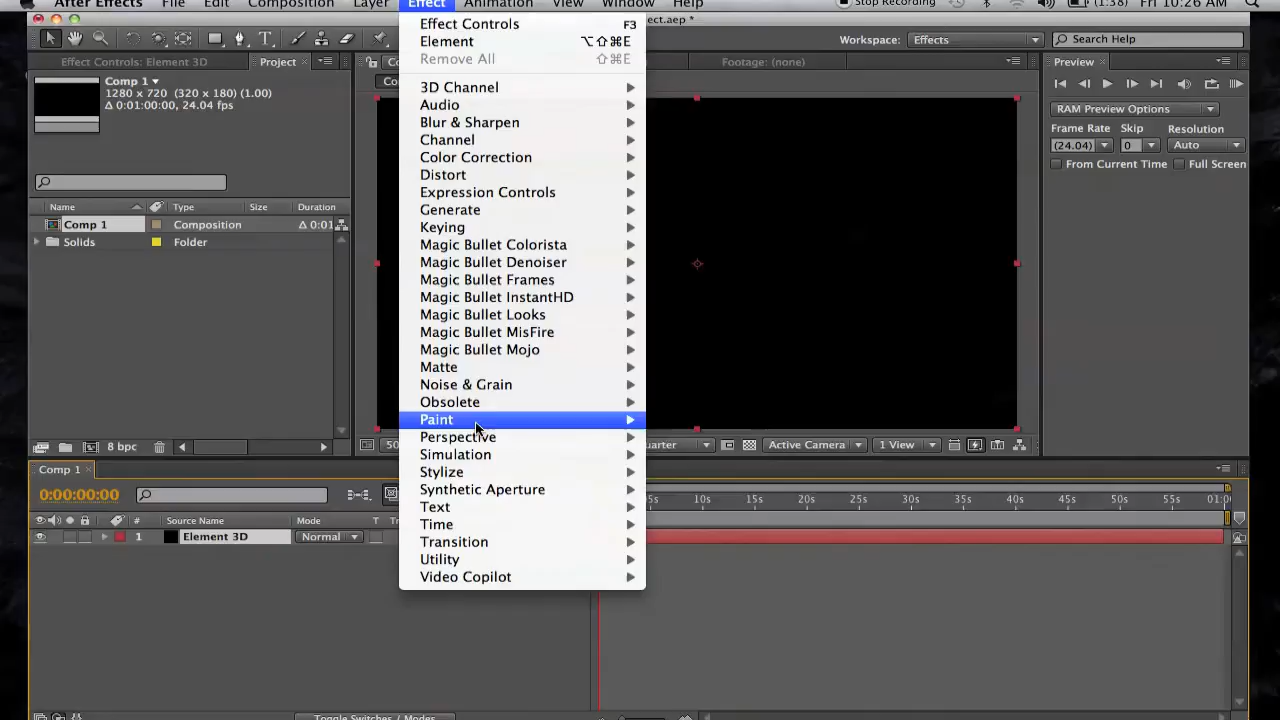 After Effects File Edit Composition Layer Effect Animation View Window Help Stop Recording (1:38) Fri 10:26 AM
ect.aep *
Workspace: Effects Search Help
Effect Controls: Element 3D Project
Footage: (none)
Preview
Comp 1
1280 x 720 (320 x 180) (1.00)
Δ 0:01:00:00, 24.04 fps
RAM Preview Options
Frame Rate Skip Resolution
(24.04) 0 Auto
From Current Time Full Screen
Name Type Size Duration
Comp 1 Composition Δ 0:01
Solids Folder
8 bpc
Effect Controls F3
Element ⌥⇧⌘E
Remove All ⇧⌘E
3D Channel
Audio
Blur & Sharpen
Channel
Color Correction
Distort
Expression Controls
Generate
Keying
Magic Bullet Colorista
Magic Bullet Denoiser
Magic Bullet Frames
Magic Bullet InstantHD
Magic Bullet Looks
Magic Bullet MisFire
Magic Bullet Mojo
Matte
Noise & Grain
Obsolete
Paint
Perspective
Simulation
Stylize
Synthetic Aperture
Text
Time
Transition
Utility
Video Copilot
50 uarter Active Camera 1 View
Comp 1
0:00:00:00
05s 10s 15s 20s 25s 30s 35s 40s 45s 50s 55s 01:0
# Source Name Mode T Tr
1 Element 3D Normal
Toggle Switches / Modes